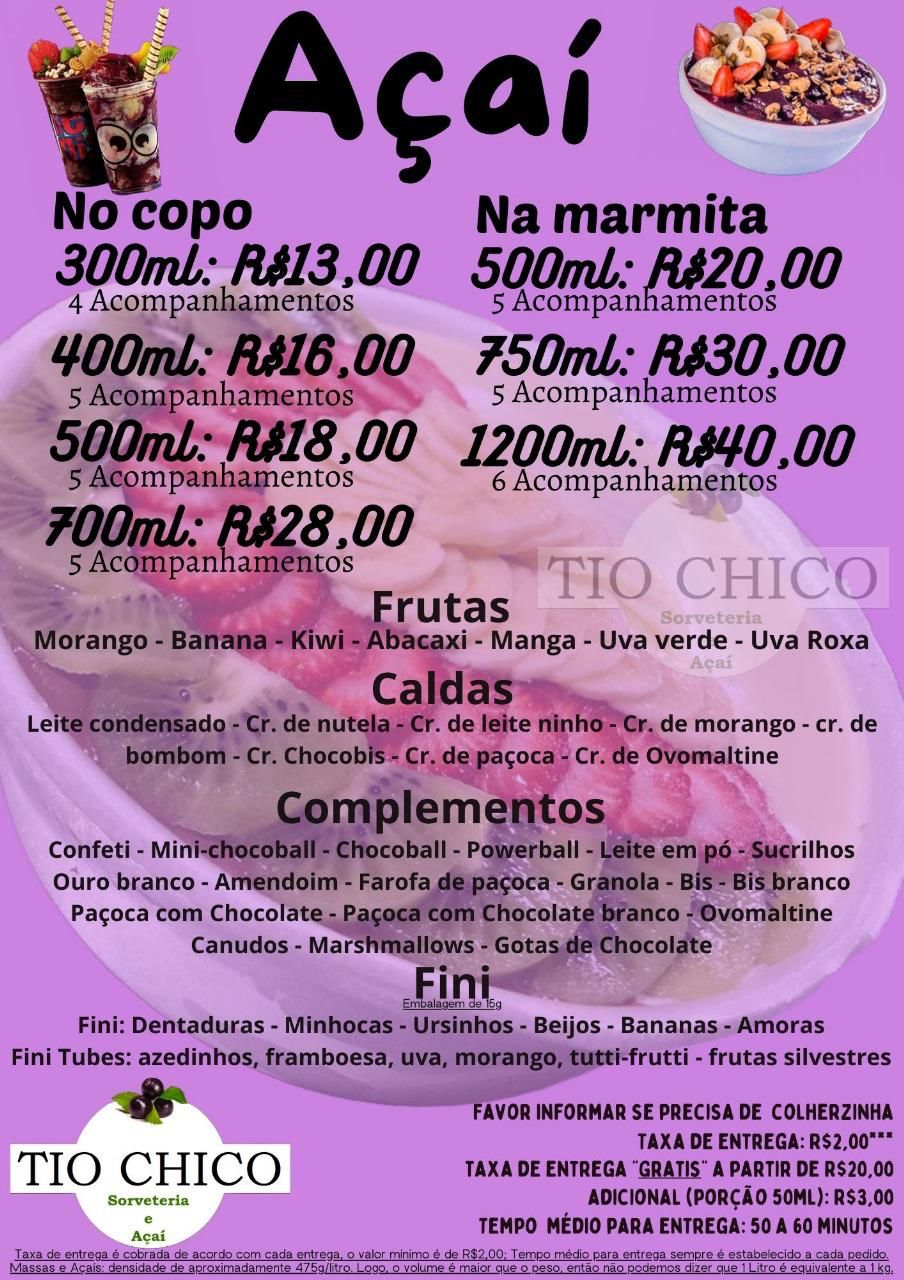 Açaí
No copo
300ml: R$13,00
4 Acompanhamentos
400ml: R$16,00
5 Acompanhamentos
500ml: R$18,00
5 Acompanhamentos
700ml: R$28,00
5 Acompanhamentos
Na marmita
500ml: R$20,00
5 Acompanhamentos
750ml: R$30,00
5 Acompanhamentos
1200ml: R$40,00
6 Acompanhamentos
TIO CHICO
Sorveteria
Açaí
Frutas
Morango - Banana - Kiwi - Abacaxi - Manga - Uva verde - Uva Roxa
Caldas
Leite condensado - Cr. de nutela - Cr. de leite ninho - Cr. de morango - cr. de
bombom - Cr. Chocobis - Cr. de paçoca - Cr. de Ovomaltine
Complementos
Confeti - Mini-chocoball - Chocoball - Powerball - Leite em pó - Sucrilhos
Ouro branco - Amendoim - Farofa de paçoca - Granola - Bis - Bis branco
Paçoca com Chocolate - Paçoca com Chocolate branco - Ovomaltine
Canudos - Marshmallows - Gotas de Chocolate
Fini
Embalagem de 15g
Fini: Dentaduras - Minhocas - Ursinhos - Beijos - Bananas - Amoras
Fini Tubes: azedinhos, framboesa, uva, morango, tutti-frutti - frutas silvestres
TIO CHICO
Sorveteria
e
Açaí
FAVOR INFORMAR SE PRECISA DE COLHERZINHA
TAXA DE ENTREGA: R$2,00***
TAXA DE ENTREGA "GRATIS" A PARTIR DE R$20,00
ADICIONAL (PORÇÃO 50ML): R$3,00
TEMPO MÉDIO PARA ENTREGA: 50 A 60 MINUTOS
Taxa de entrega é cobrada de acordo com cada entrega, o valor minimo é de R$2,00; Tempo médio para entrega sempre é estabelecido a cada pedido.
Massas e Açaís: densidade de aproximadamente 475g/litro. Logo, o volume é maior que o peso, então não podemos dizer que 1 Litro é equivalente a 1 kg.